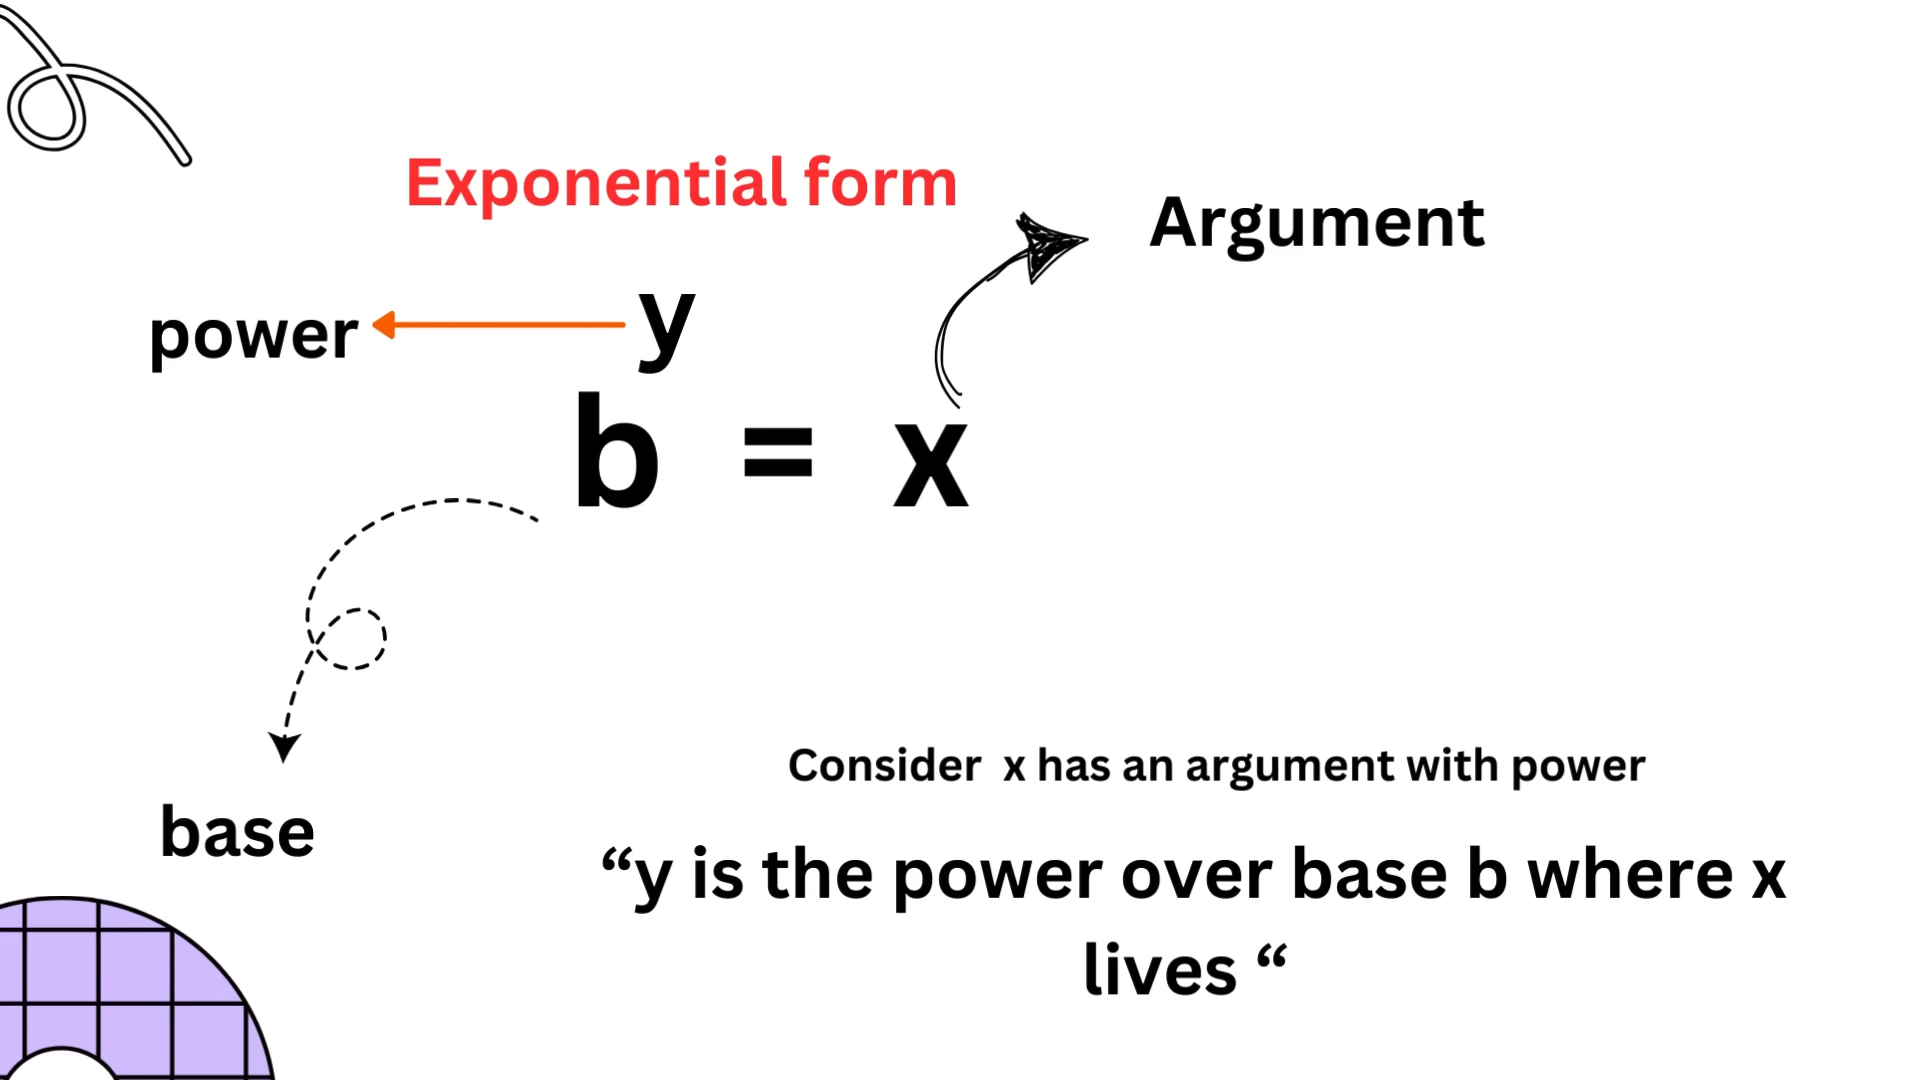 Exponential form
Argument
power
y
b = x
base
Consider x has an argument with power
“y is the power over base b where x
lives “